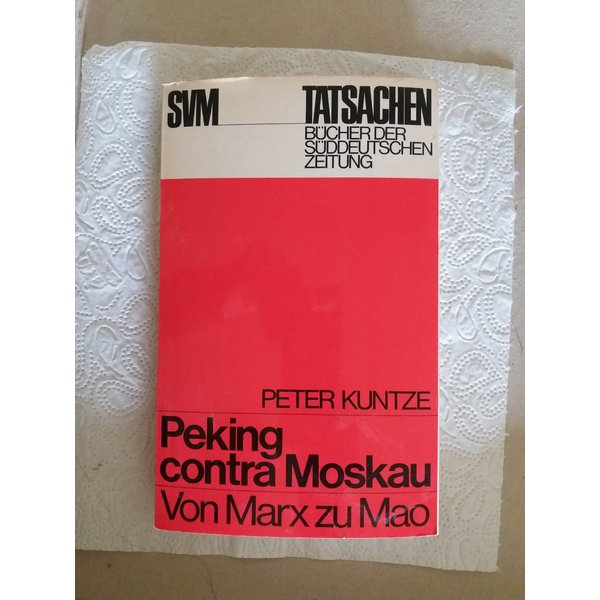 SVM TATSACHEN
BÜCHER DER
SÜDDEUTSCHEN
ZEITUNG
PETER KUNTZE
Peking
contra Moskau
Von Marx zu Mao